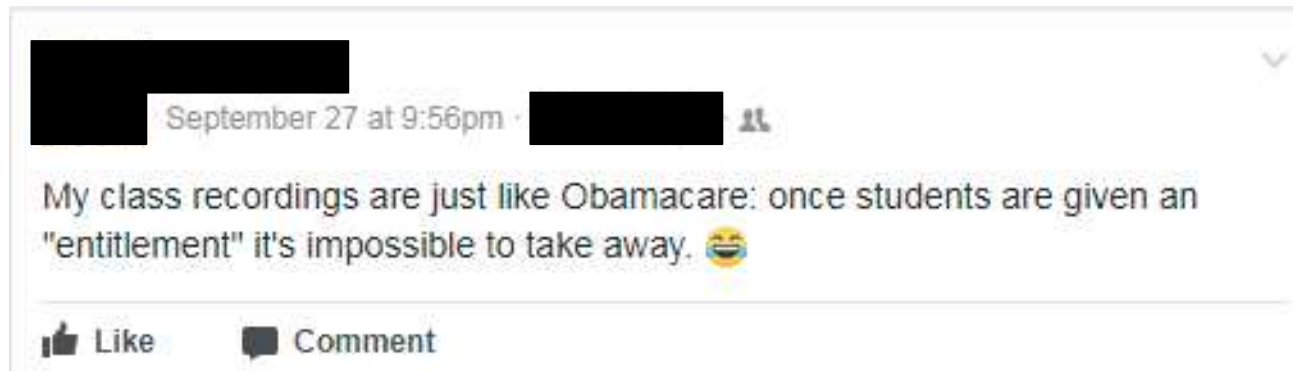 September 27 at 9:56pm ·
My class recordings are just like Obamacare: once students are given an
"entitlement" it's impossible to take away. 😂
Like Comment